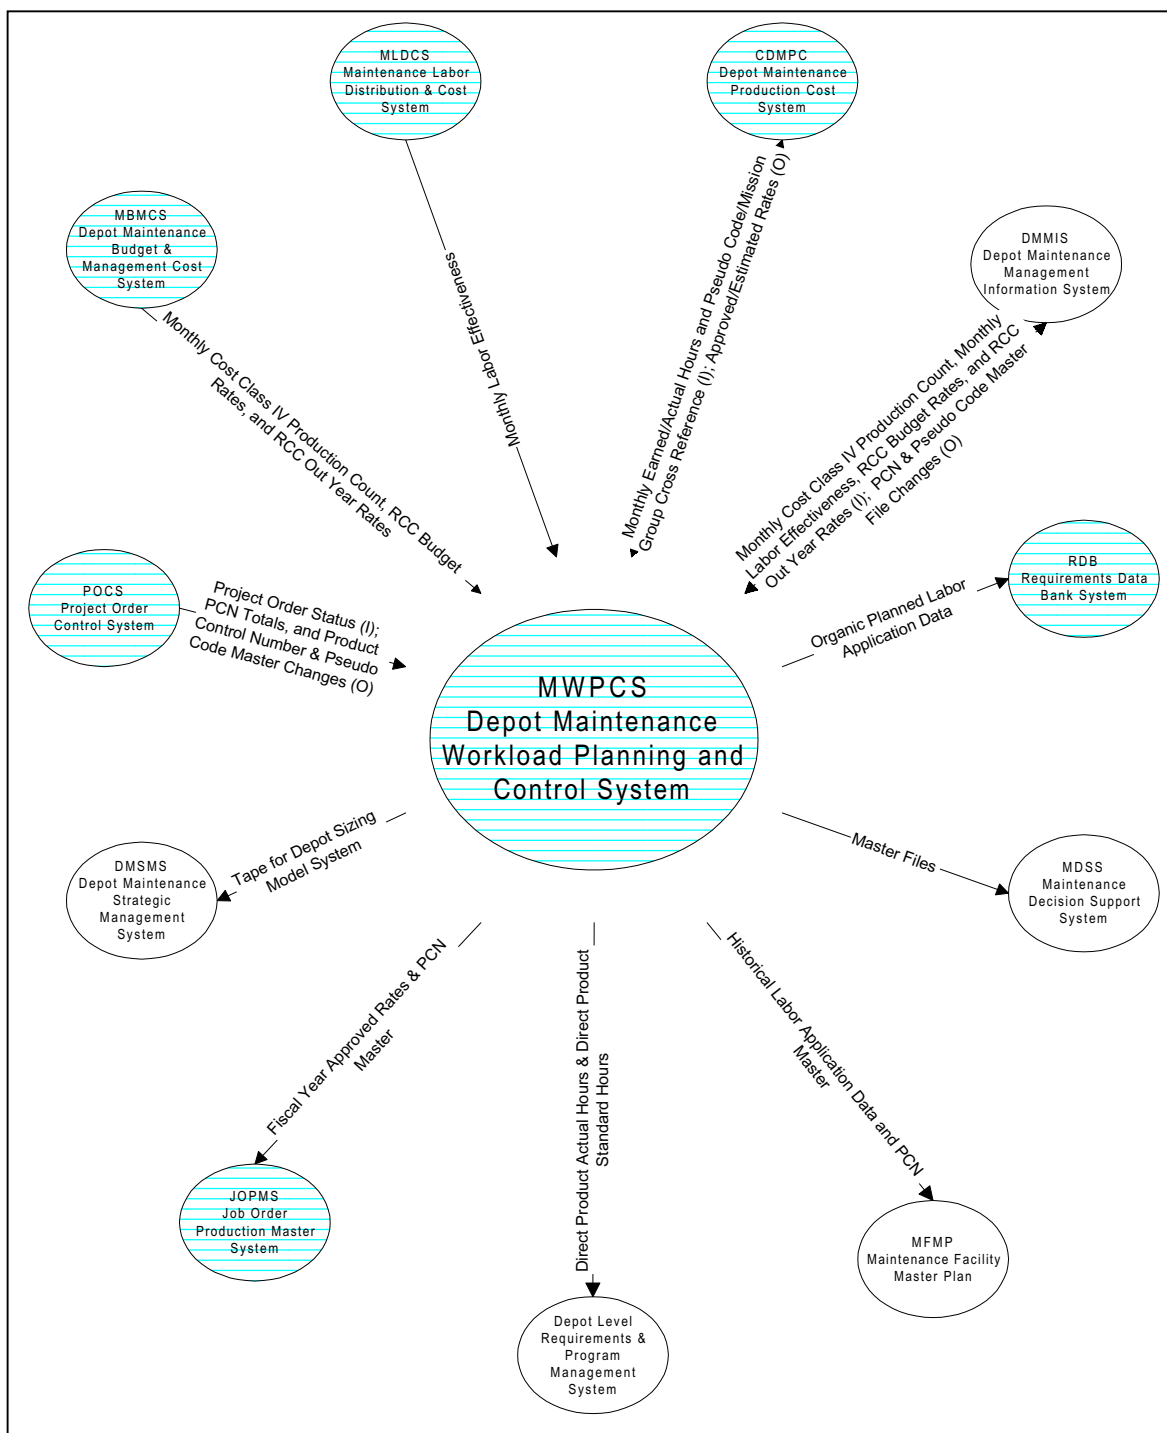 MLDCS
Maintenance Labor
Distribution & Cost
System
CDMPC
Depot Maintenance
Production Cost
System
MBMCS
Depot Maintenance
Budget &
Management Cost
System
DMMIS
Depot Maintenance
Management
Information System
Monthly Cost Class IV Production Count, RCC Budget
Rates, and RCC Out Year Rates
Monthly Labor Effectiveness
Monthly Earned/Actual Hours and Pseudo Code/Mission
Group Cross Reference (I); Approved/Estimated Rates (O)
Monthly Cost Class IV Production Count, Monthly
Labor Effectiveness, RCC Budget Rates, and RCC
Out Year Rates (I);  PCN & Pseudo Code Master
File Changes (O)
POCS
Project Order
Control System
Project Order Status (I);
PCN Totals, and Product
Control Number & Pseudo
Code Master Changes (O)
Organic Planned Labor
Application Data
RDB
Requirements Data
Bank System
MWPCS
Depot Maintenance
Workload Planning and
Control System
DMSMS
Depot Maintenance
Strategic
Management
System
Tape for Depot Sizing
Model System
Master Files
MDSS
Maintenance
Decision Support
System
Fiscal Year Approved Rates & PCN
Master
Direct Product Actual Hours & Direct Product
Standard Hours
Historical Labor Application Data and PCN
Master
JOPMS
Job Order
Production Master
System
Depot Level
Requirements &
Program
Management
System
MFMP
Maintenance Facility
Master Plan